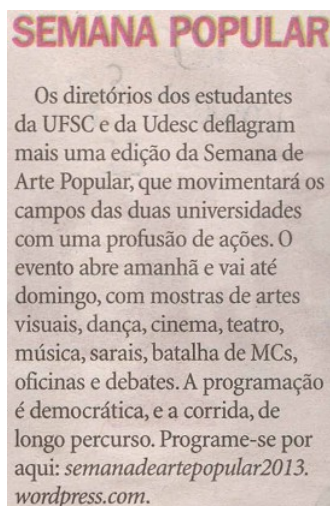 SEMANA POPULAR
Os diretórios dos estudantes
da UFSC e da Udesc deflagram
mais uma edição da Semana de
Arte Popular, que movimentará os
campos das duas universidades
com uma profusão de ações. O
evento abre amanhã e vai até
domingo, com mostras de artes
visuais, dança, cinema, teatro,
música, sarais, batalha de MCs,
oficinas e debates. A programação
é democrática, e a corrida, de
longo percurso. Programe-se por
aqui: semanadeartepopular2013.
wordpress.com.